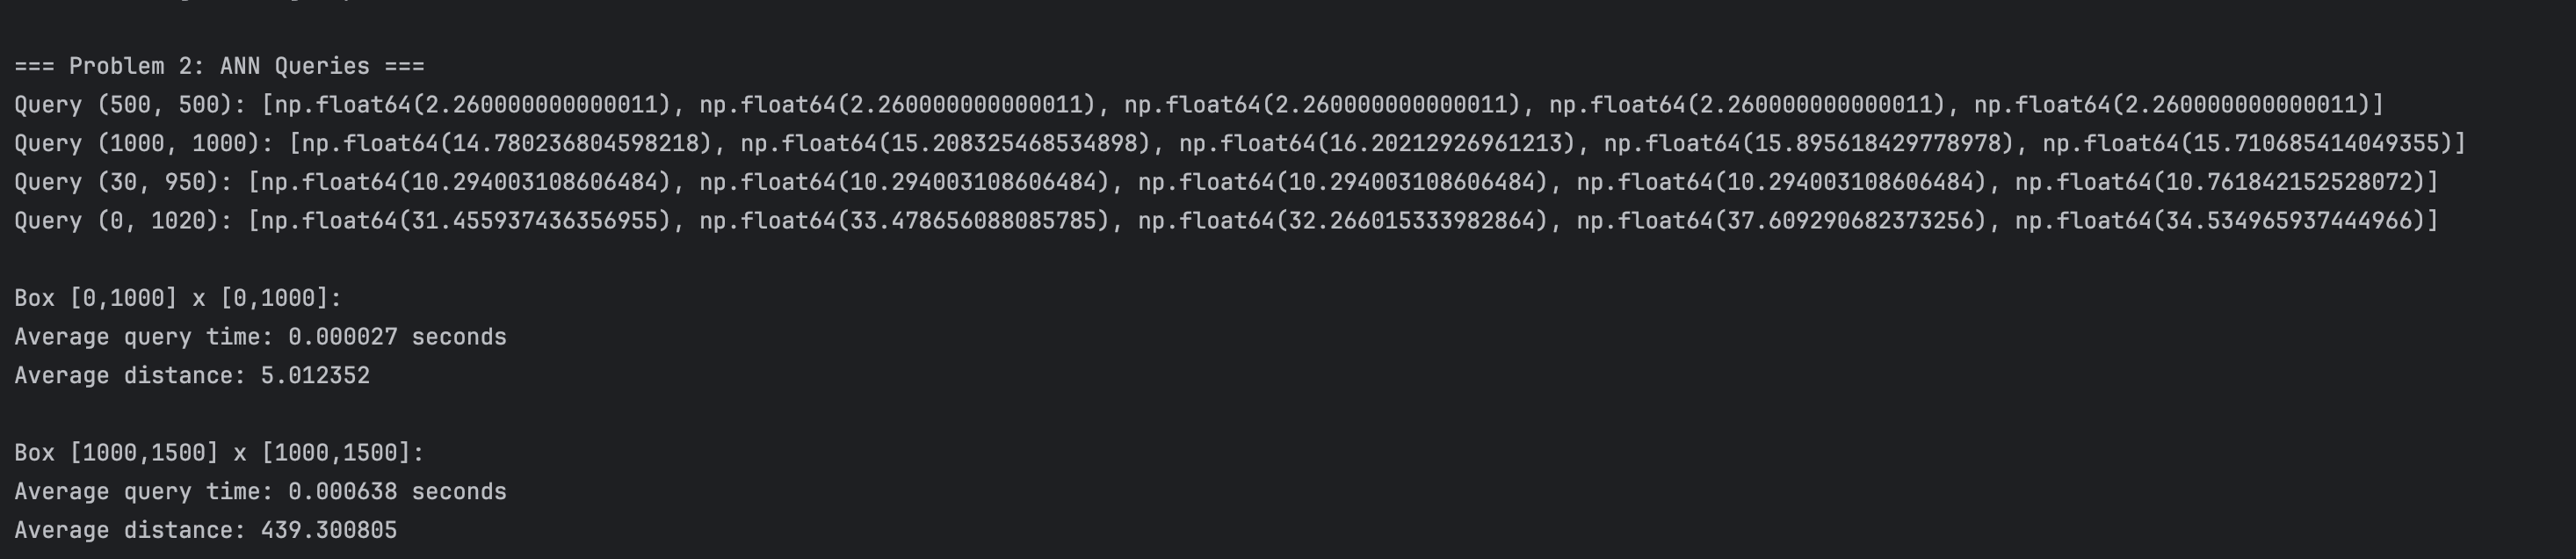 === Problem 2: ANN Queries ===
Query (500, 500): [np.float64(2.260000000000011), np.float64(2.260000000000011), np.float64(2.260000000000011), np.float64(2.260000000000011), np.float64(2.260000000000011)]
Query (1000, 1000): [np.float64(14.780236804598218), np.float64(15.208325468534898), np.float64(16.20212926961213), np.float64(15.895618429778978), np.float64(15.710685414049355)]
Query (30, 950): [np.float64(10.294003108606484), np.float64(10.294003108606484), np.float64(10.294003108606484), np.float64(10.294003108606484), np.float64(10.761842152528072)]
Query (0, 1020): [np.float64(31.455937436356955), np.float64(33.478656088085785), np.float64(32.266015333982864), np.float64(37.609290682373256), np.float64(34.534965937444966)]
Box [0,1000] x [0,1000]:
Average query time: 0.000027 seconds
Average distance: 5.012352
Box [1000,1500] x [1000,1500]:
Average query time: 0.000638 seconds
Average distance: 439.300805